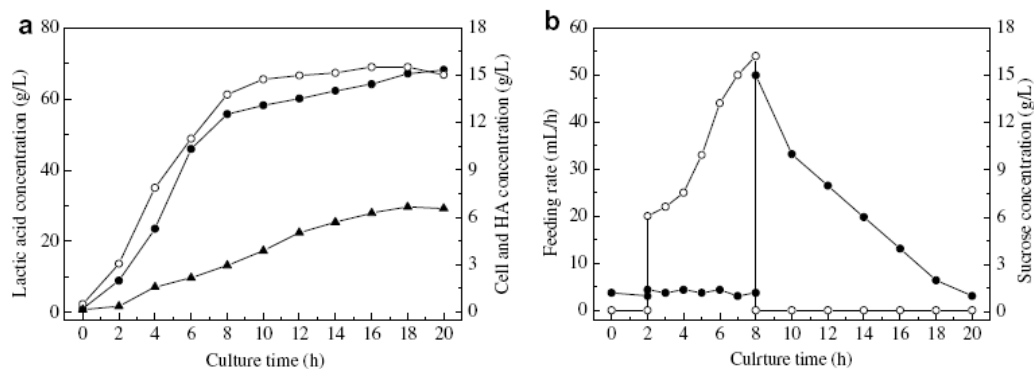 a
80
60
40
20
0
Lactic acid concentration (g/L)
18
15
12
9
6
3
0
Cell and HA concentration (g/L)
0 2 4 6 8 10 12 14 16 18 20
Culture time (h)
b
60
50
40
30
20
10
0
Feeding rate (mL/h)
18
15
12
9
6
3
0
Sucrose concentration (g/L)
0 2 4 6 8 10 12 14 16 18 20
Culrture time (h)